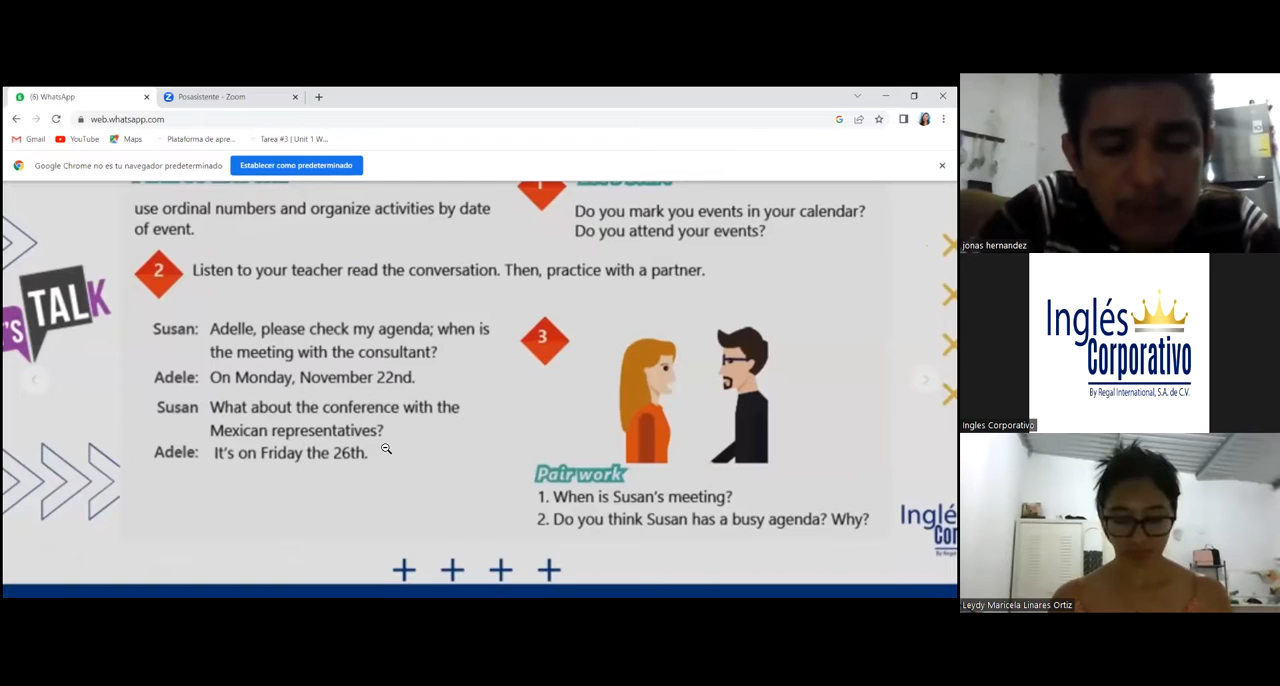 (6) WhatsApp
Posasistente - Zoom
web.whatsapp.com
Gmail
YouTube
Maps
Plataforma de apre...
Tarea #3 | Unit 1 W...
Google Chrome no es tu navegador predeterminado
Establecer como predeterminado
use ordinal numbers and organize activities by date
of event.
1
Do you mark you events in your calendar?
Do you attend your events?
2
Listen to your teacher read the conversation. Then, practice with a partner.
'S TALK
Susan: Adelle, please check my agenda; when is
the meeting with the consultant?
Adele: On Monday, November 22nd.
Susan What about the conference with the
Mexican representatives?
Adele: It's on Friday the 26th.
3
Pair work
1. When is Susan's meeting?
2. Do you think Susan has a busy agenda? Why?
Inglé
Cor
By Regal
jonas hernandez
Inglés
Corporativo
By Regal International, S.A. de C.V.
Ingles Corporativo
Leydy Maricela Linares Ortiz